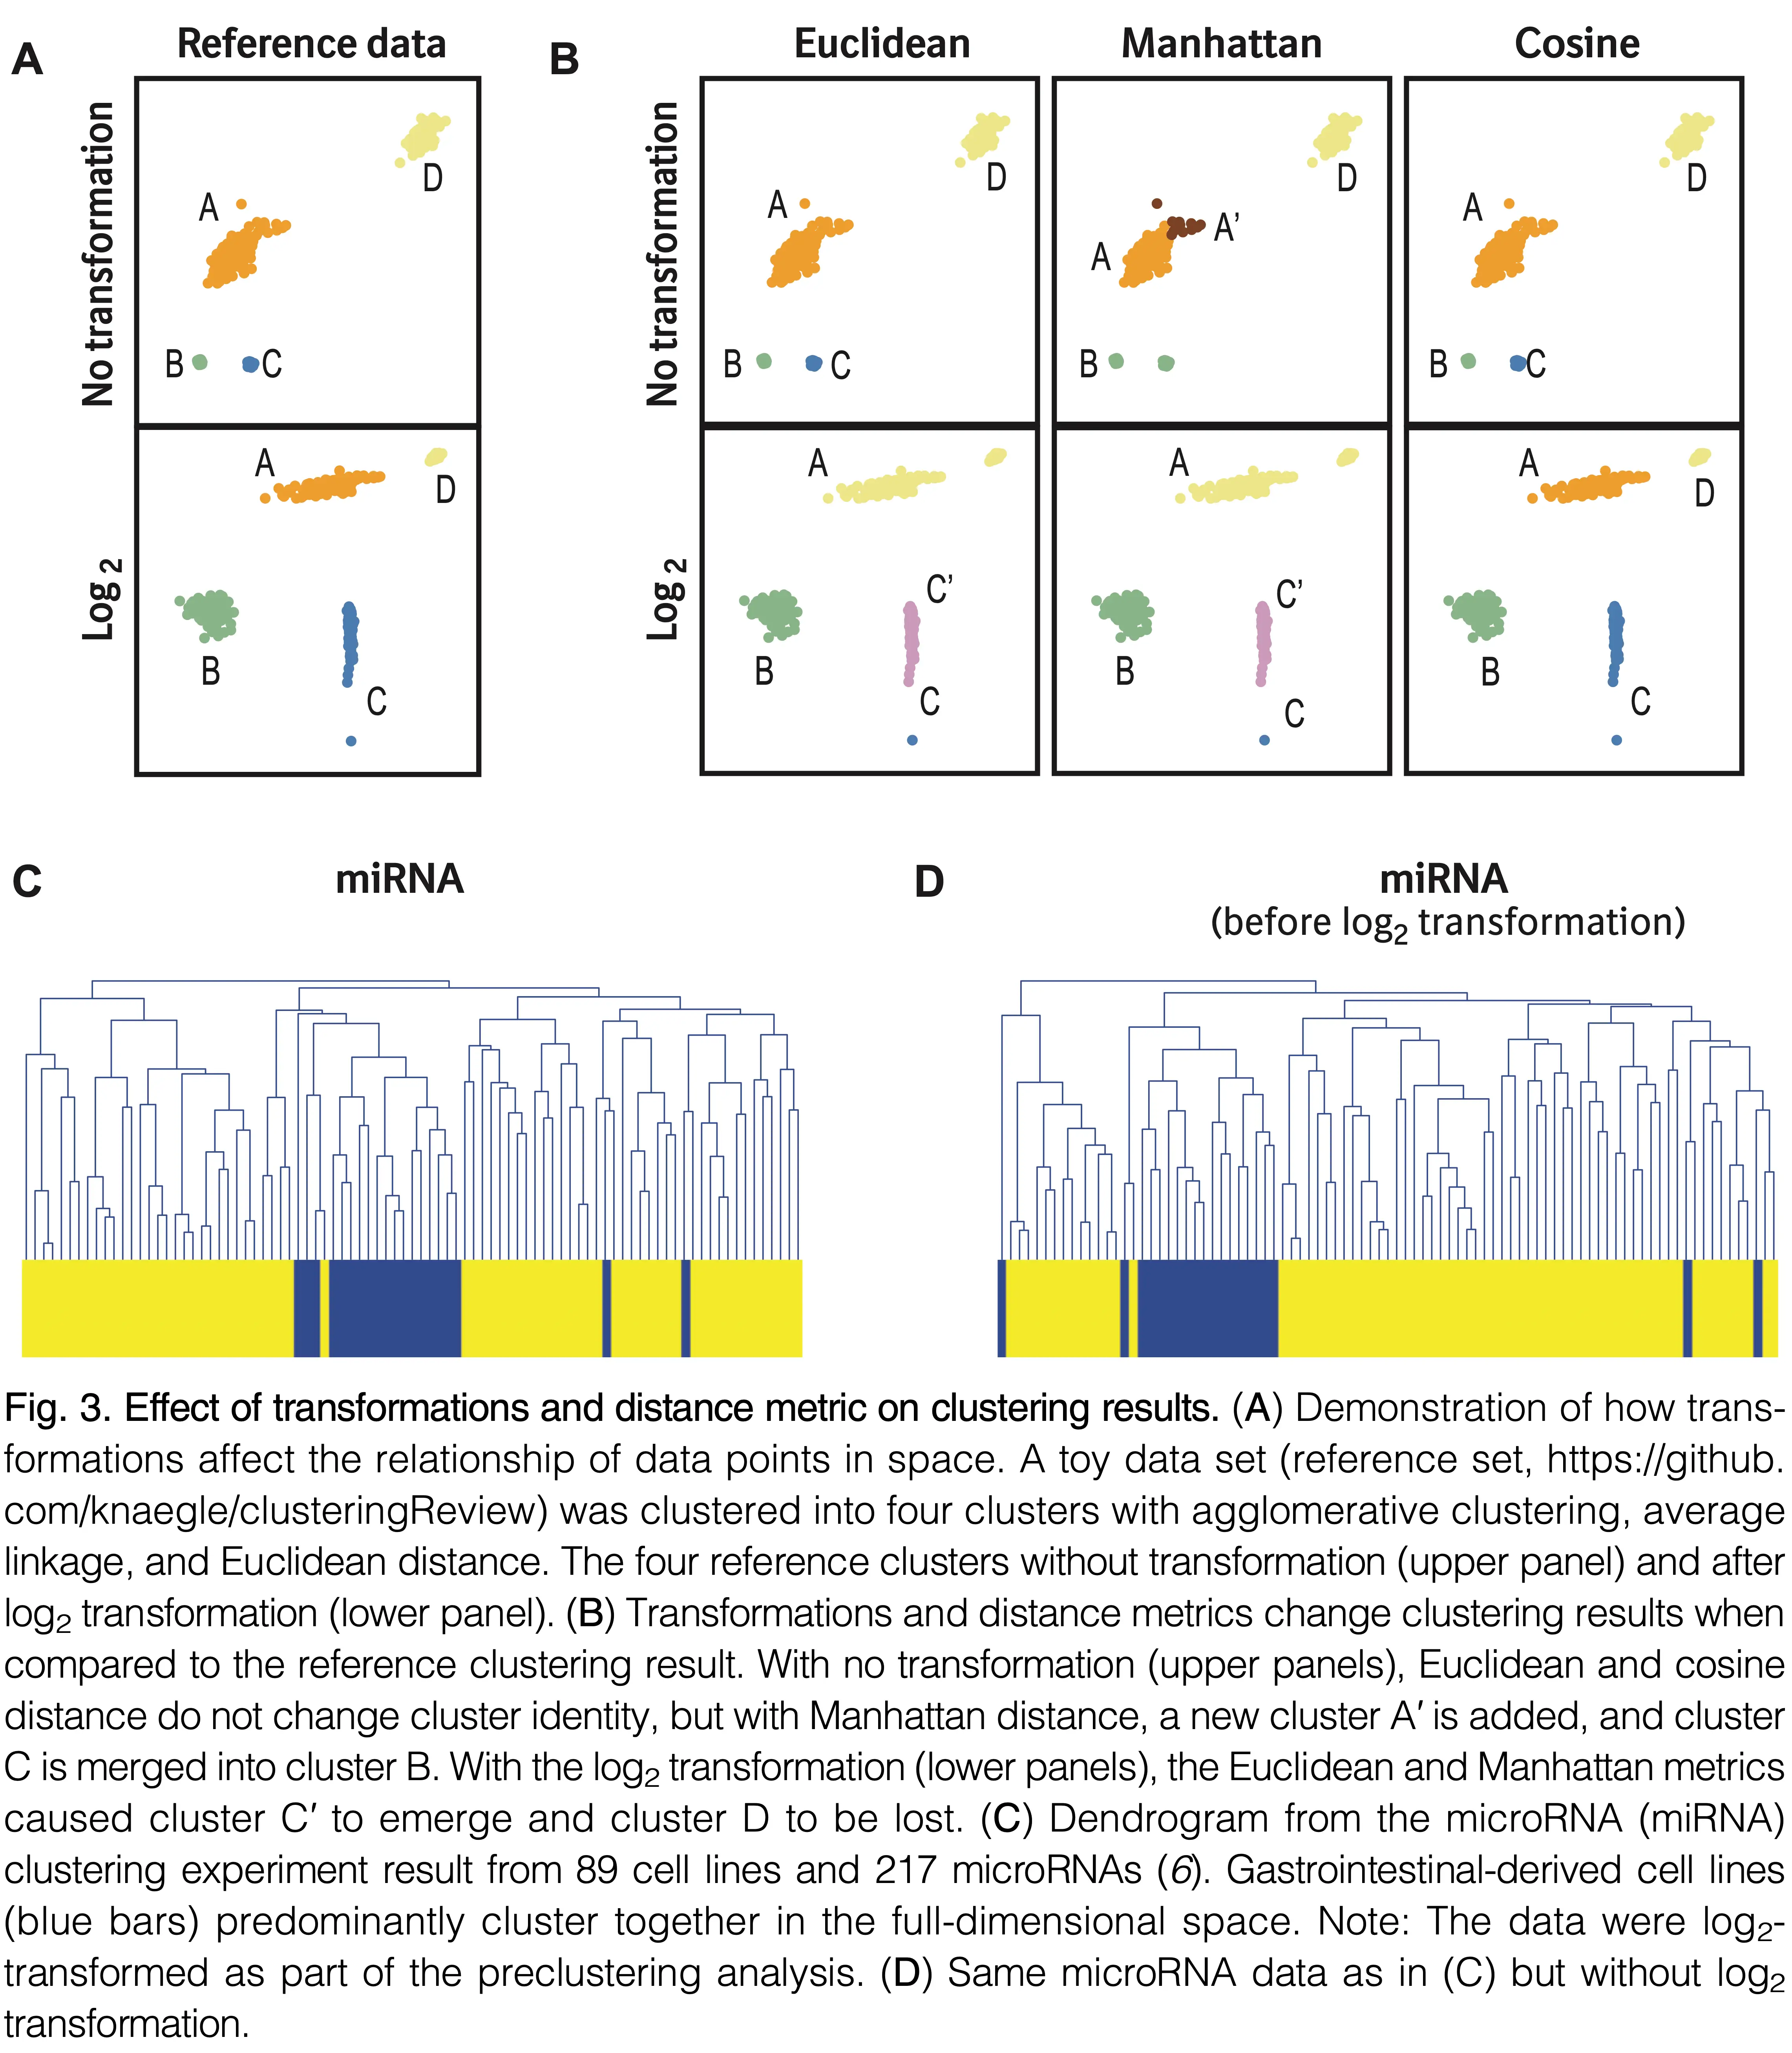 A
Reference data
B
Euclidean
Manhattan
Cosine
No transformation
A
D
B
C
No transformation
A
D
B
C
A
A’
D
B
A
D
B
C
Log 2
A
D
B
C
Log 2
A
C’
B
C
A
C’
B
C
A
D
B
C
C
miRNA
D
miRNA
(before log2 transformation)
Fig. 3. Effect of transformations and distance metric on clustering results. (A) Demonstration of how trans-
formations affect the relationship of data points in space. A toy data set (reference set, https://github.
com/knaegle/clusteringReview) was clustered into four clusters with agglomerative clustering, average
linkage, and Euclidean distance. The four reference clusters without transformation (upper panel) and after
log2 transformation (lower panel). (B) Transformations and distance metrics change clustering results when
compared to the reference clustering result. With no transformation (upper panels), Euclidean and cosine
distance do not change cluster identity, but with Manhattan distance, a new cluster A′ is added, and cluster
C is merged into cluster B. With the log2 transformation (lower panels), the Euclidean and Manhattan metrics
caused cluster C′ to emerge and cluster D to be lost. (C) Dendrogram from the microRNA (miRNA)
clustering experiment result from 89 cell lines and 217 microRNAs (6). Gastrointestinal-derived cell lines
(blue bars) predominantly cluster together in the full-dimensional space. Note: The data were log2-
transformed as part of the preclustering analysis. (D) Same microRNA data as in (C) but without log2
transformation.